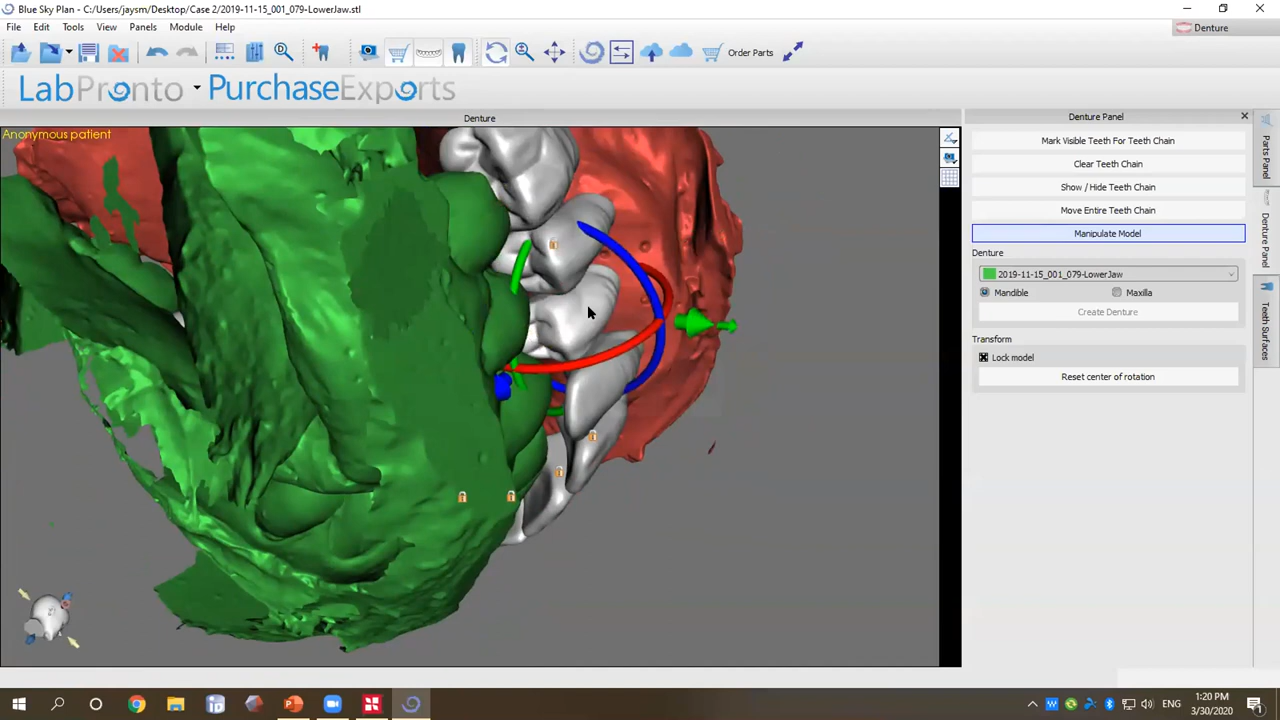 Blue Sky Plan - C:/Users/jaysm/Desktop/Case 2/2019-11-15_001_079-LowerJaw.stl
File Edit Tools View Panels Module Help
Denture
Order Parts
LabPronto PurchaseExports
Denture
Denture Panel
Anonymous patient
Mark Visible Teeth For Teeth Chain
Clear Teeth Chain
Show / Hide Teeth Chain
Move Entire Teeth Chain
Manipulate Model
Denture
2019-11-15_001_079-LowerJaw
Mandible
Maxilla
Create Denture
Transform
Lock model
Reset center of rotation
Parts Panel
Denture Panel
Teeth Surfaces
ENG
1:20 PM
3/30/2020